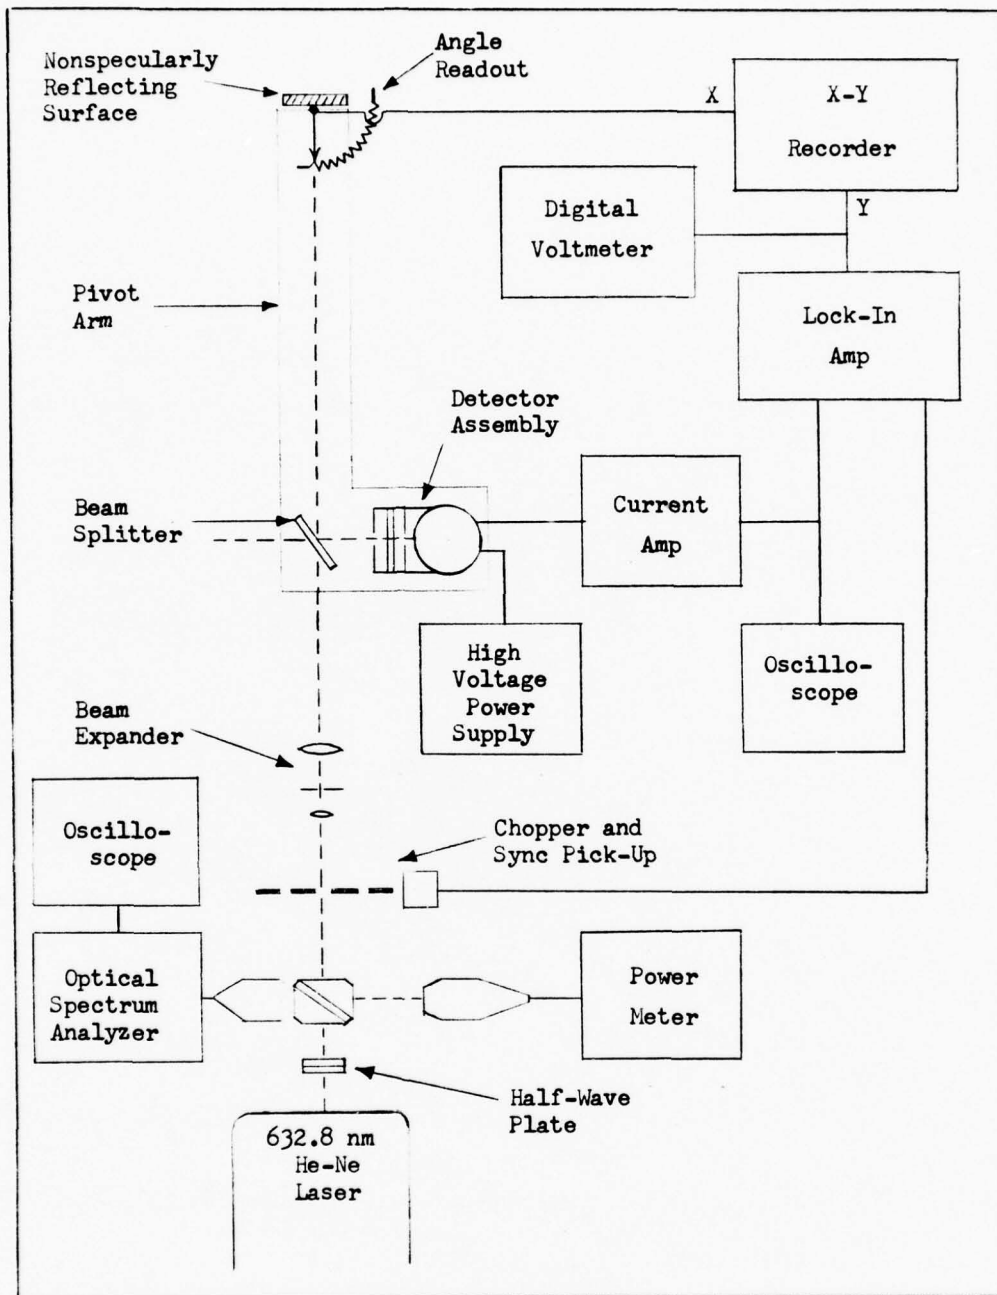 Nonspecularly
Reflecting
Surface
Angle
Readout
X
X-Y
Recorder
Y
Digital
Voltmeter
Pivot
Arm
Lock-In
Amp
Detector
Assembly
Beam
Splitter
Current
Amp
High
Voltage
Power
Supply
Oscillo-
scope
Beam
Expander
Oscillo-
scope
Chopper and
Sync Pick-Up
Optical
Spectrum
Analyzer
Power
Meter
Half-Wave
Plate
632.8 nm
He-Ne
Laser